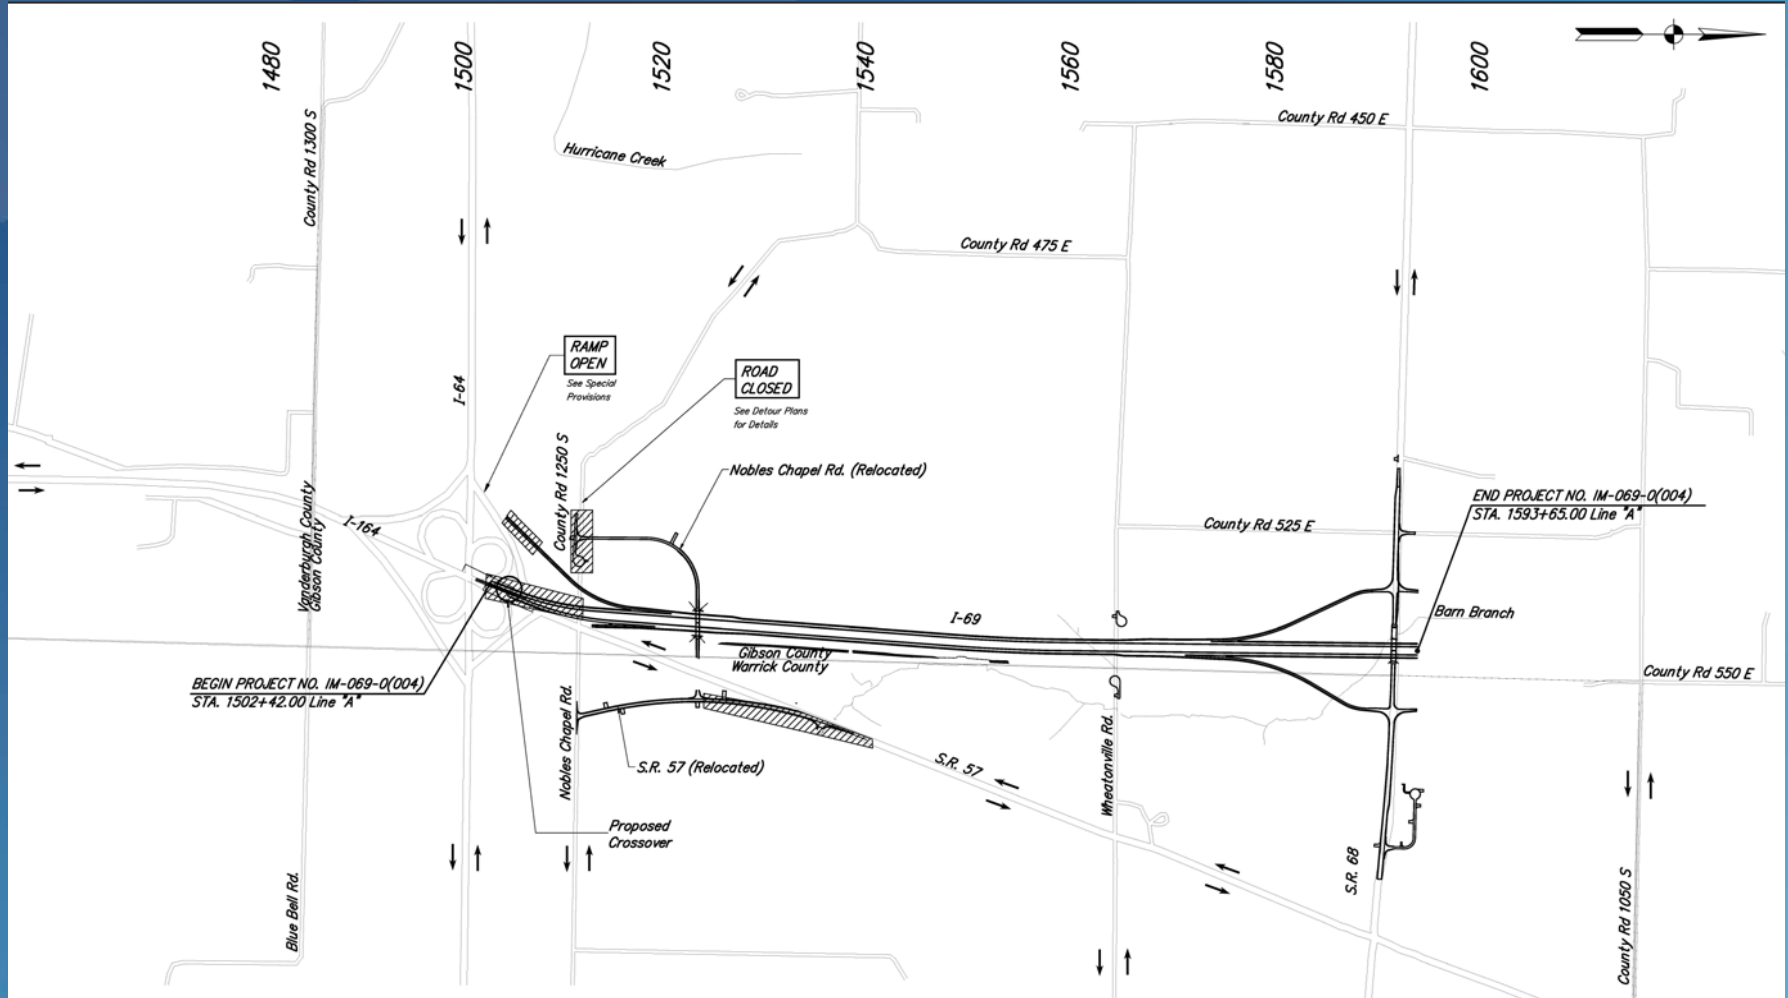 1480
1500
1520
1540
1560
1580
1600
County Rd 1300 S
Hurricane Creek
County Rd 450 E
County Rd 475 E
I-64
RAMP
OPEN
See Special
Provisions
ROAD
CLOSED
See Detour Plans
for Details
County Rd 1250 S
Nobles Chapel Rd. (Relocated)
END PROJECT NO. IM-069-0(004)
STA. 1593+65.00 Line "A"
County Rd 525 E
Vanderburgh County
Gibson County
I-164
I-69
Barn Branch
Gibson County
Warrick County
County Rd 550 E
BEGIN PROJECT NO. IM-069-0(004)
STA. 1502+42.00 Line "A"
Nobles Chapel Rd.
S.R. 57 (Relocated)
S.R. 57
Wheatonville Rd.
Proposed
Crossover
S.R. 68
Blue Bell Rd.
County Rd 1050 S